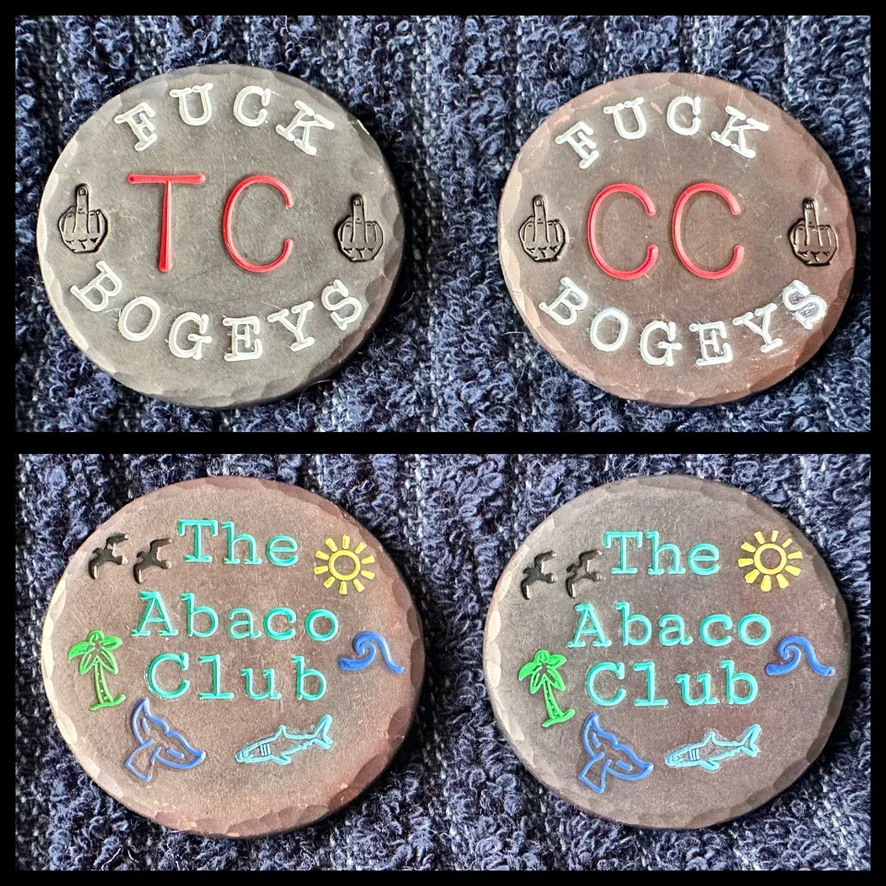 FUCK
TC
BOGEYS
FUCK
CC
BOGEYS
The
Abaco
Club
The
Abaco
Club